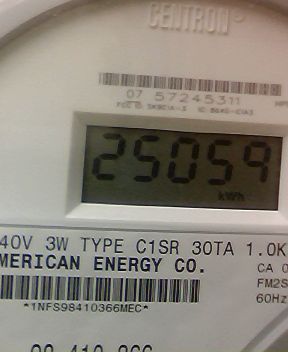 CENTRON®
07 57245311
25059
kWh
40V 3W TYPE C1SR 30TA 1.0K
MERICAN ENERGY CO.
CA 0
FM2S
60Hz
*1NFS98410366MEC*